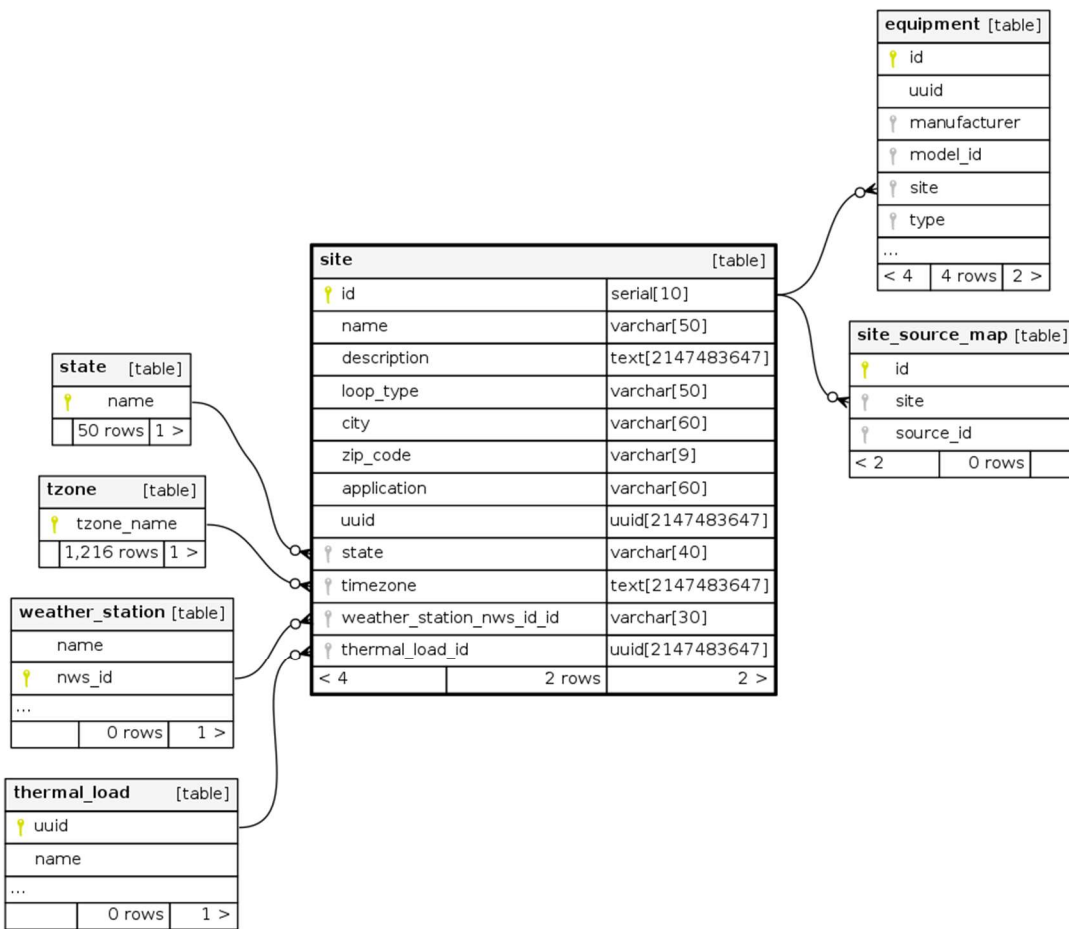 equipment [table]
id
uuid
manufacturer
model_id
site
type
...
< 4 4 rows 2 >
site [table]
id serial[10]
name varchar[50]
description text[2147483647]
loop_type varchar[50]
city varchar[60]
zip_code varchar[9]
application varchar[60]
uuid uuid[2147483647]
state varchar[40]
timezone text[2147483647]
weather_station_nws_id_id varchar[30]
thermal_load_id uuid[2147483647]
< 4 2 rows 2 >
site_source_map [table]
id
site
source_id
< 2 0 rows
state [table]
name
50 rows 1 >
tzone [table]
tzone_name
1,216 rows 1 >
weather_station [table]
name
nws_id
...
0 rows 1 >
thermal_load [table]
uuid
name
...
0 rows 1 >